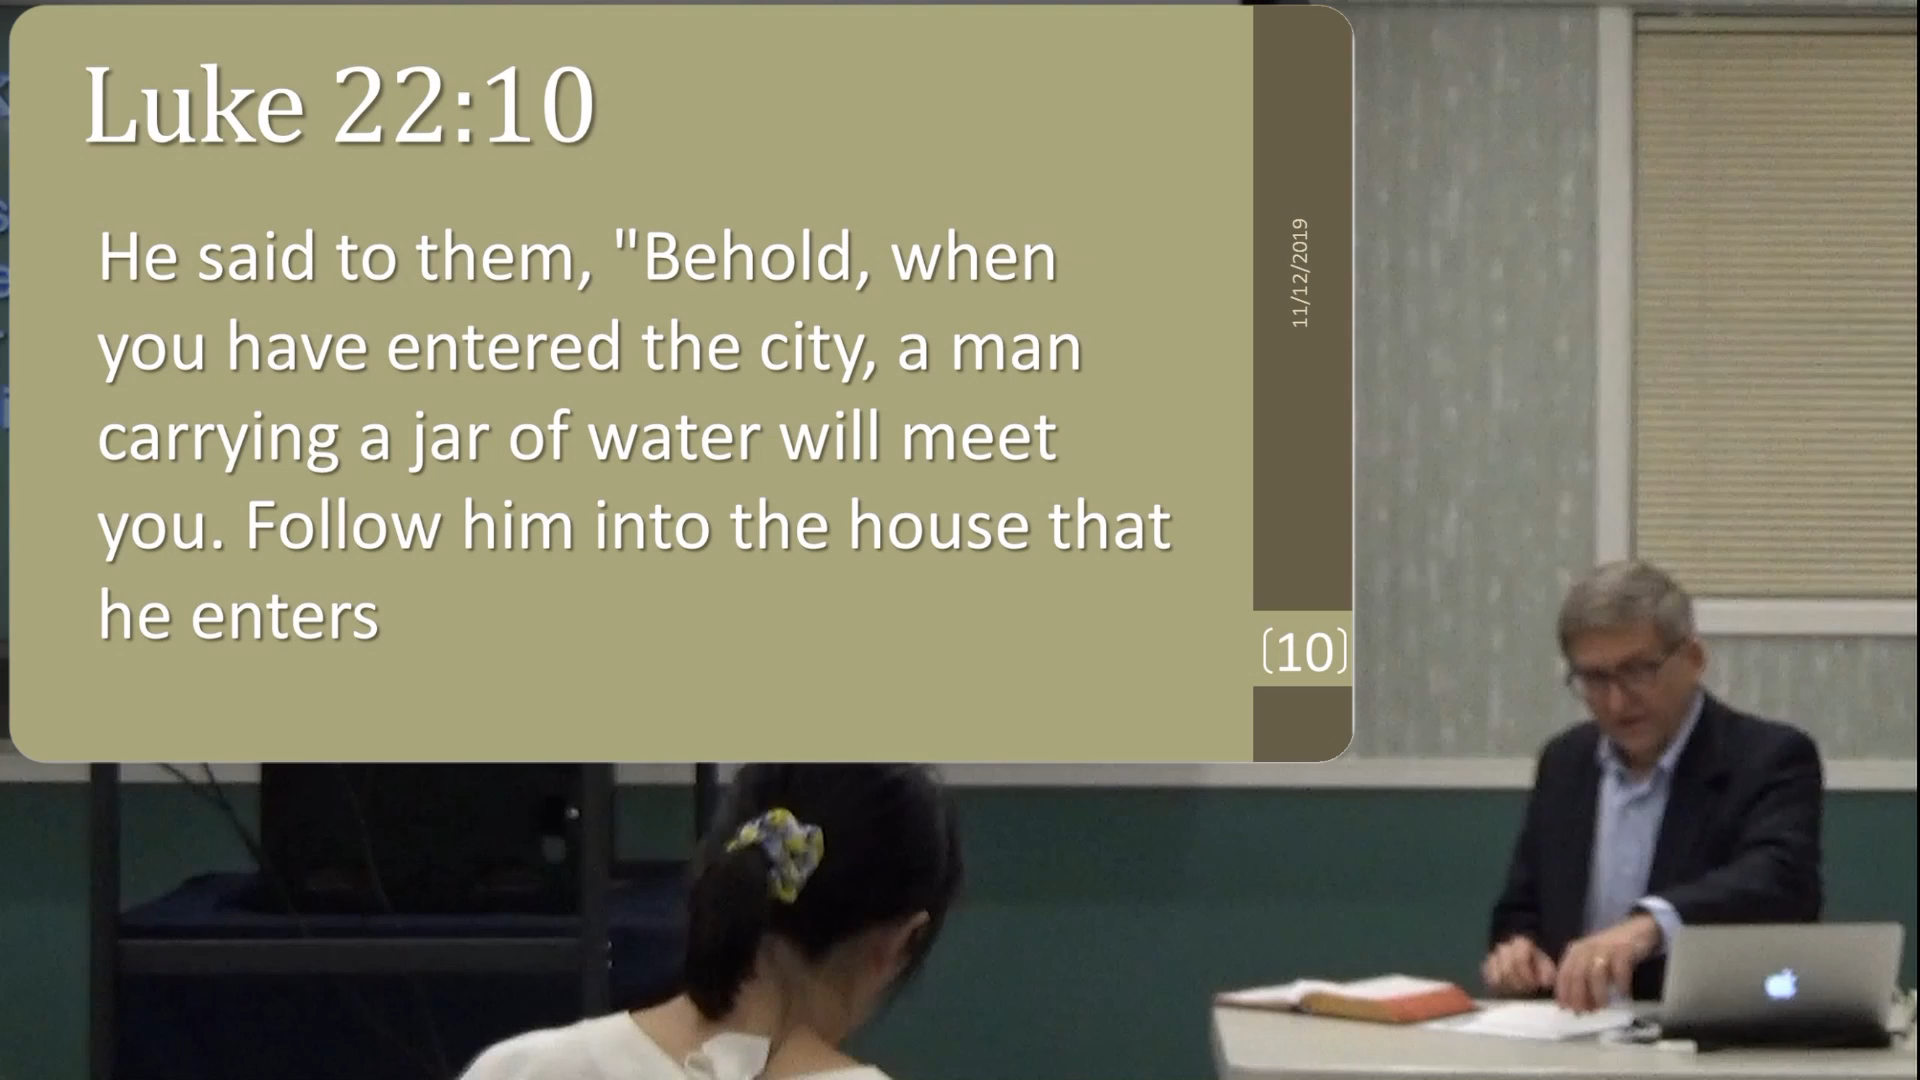 Luke 22:10
He said to them, "Behold, when
you have entered the city, a man
carrying a jar of water will meet
you. Follow him into the house that
he enters
11/12/2019
[10]